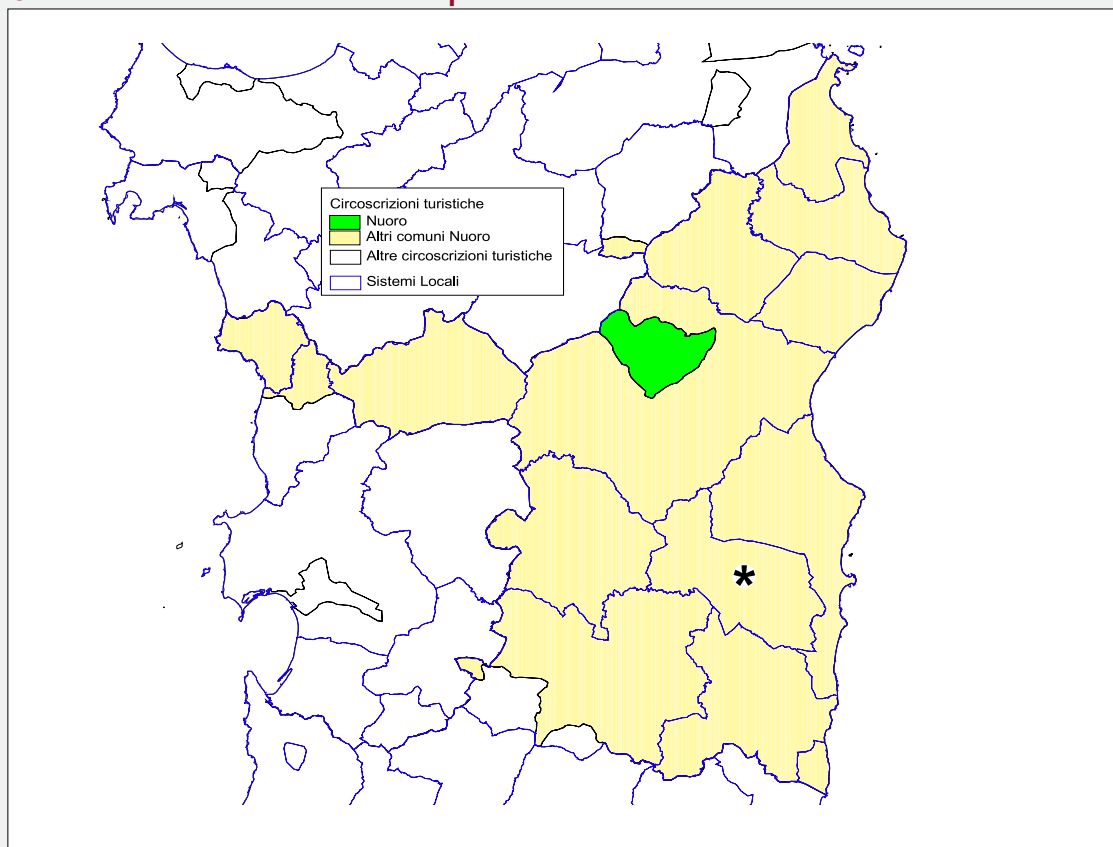 Circoscrizioni turistiche
Nuoro
Altri comuni Nuoro
Altre circoscrizioni turistiche
Sistemi Locali
*